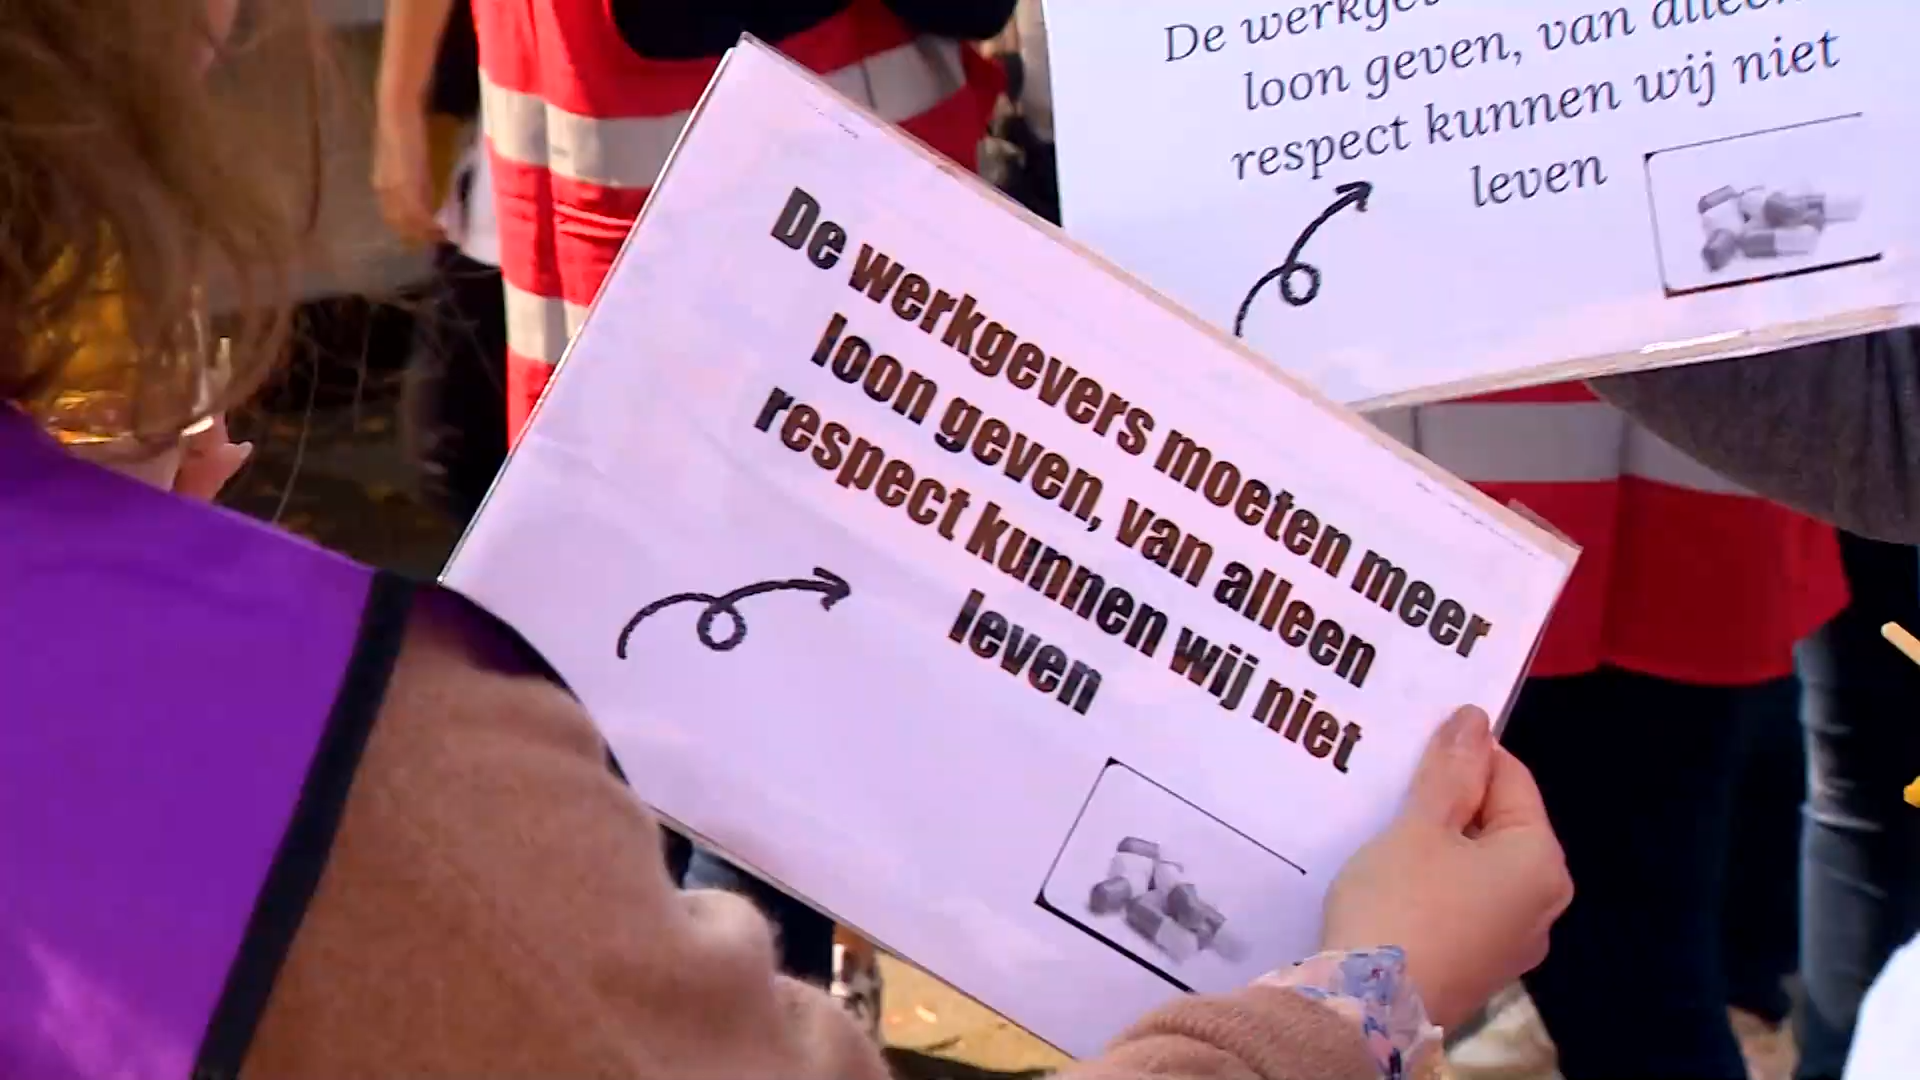 De werkgevers moeten meer
loon geven, van alleen
respect kunnen wij niet
leven
De
loon geven, van alleen
respect kunnen wij niet
leven